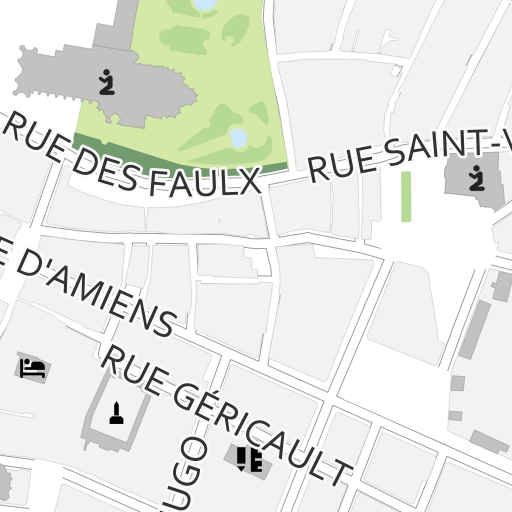 RUE DES FAULX
RUE SAINT-V
E D'AMIENS
RUE GÉRICAULT
UGO